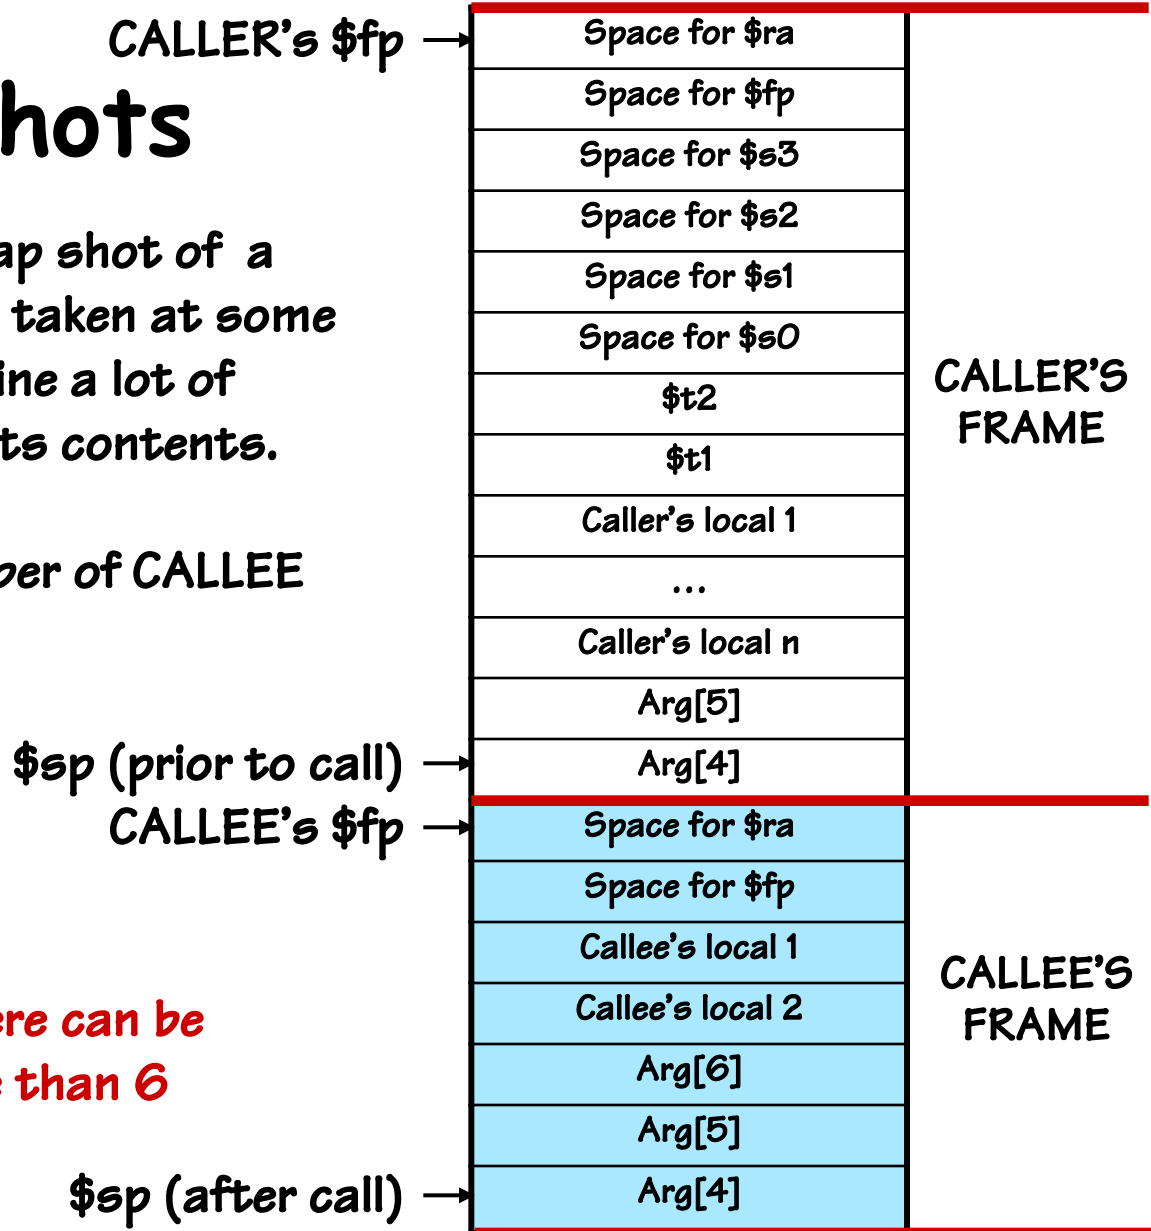 CALLER's $fp
hots
ap shot of a
taken at some
ine a lot of
ts contents.
ber of CALLEE
$sp (prior to call)
CALLEE's $fp
ere can be
than 6
$sp (after call)
Space for $ra
Space for $fp
Space for $s3
Space for $s2
Space for $s1
Space for $s0
$t2
$t1
Caller's local 1
...
Caller's local n
Arg[5]
Arg[4]
Space for $ra
Space for $fp
Callee's local 1
Callee's local 2
Arg[6]
Arg[5]
Arg[4]
CALLER'S
FRAME
CALLEE'S
FRAME